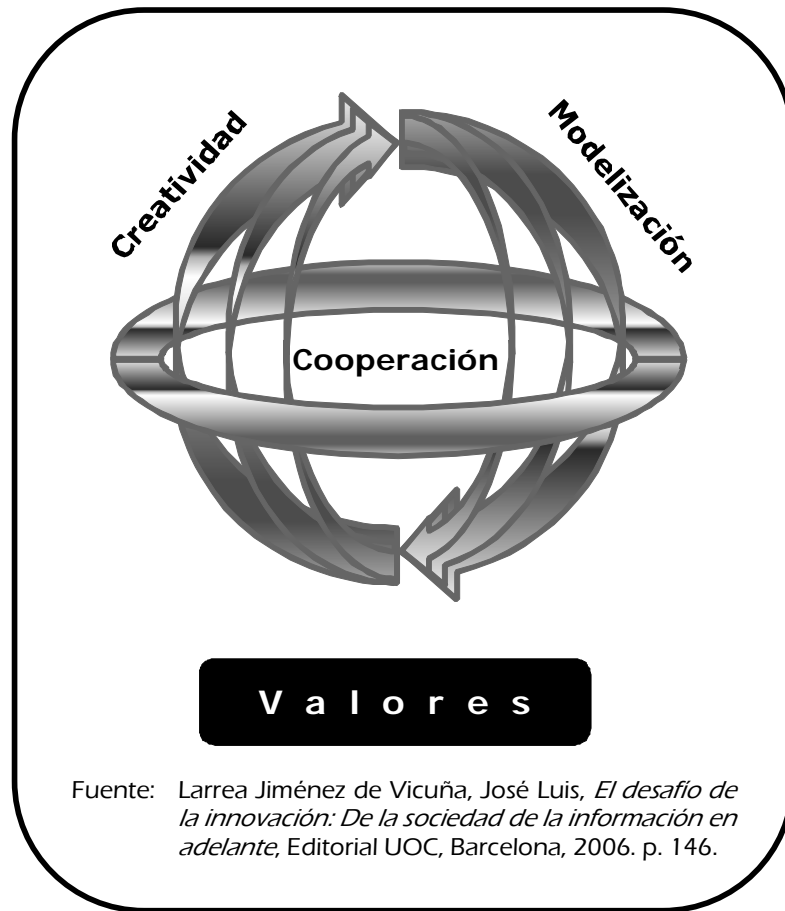 Creatividad
Modelización
Cooperación
Valores
Fuente: Larrea Jiménez de Vicuña, José Luis, El desafío de
la innovación: De la sociedad de la información en
adelante, Editorial UOC, Barcelona, 2006. p. 146.